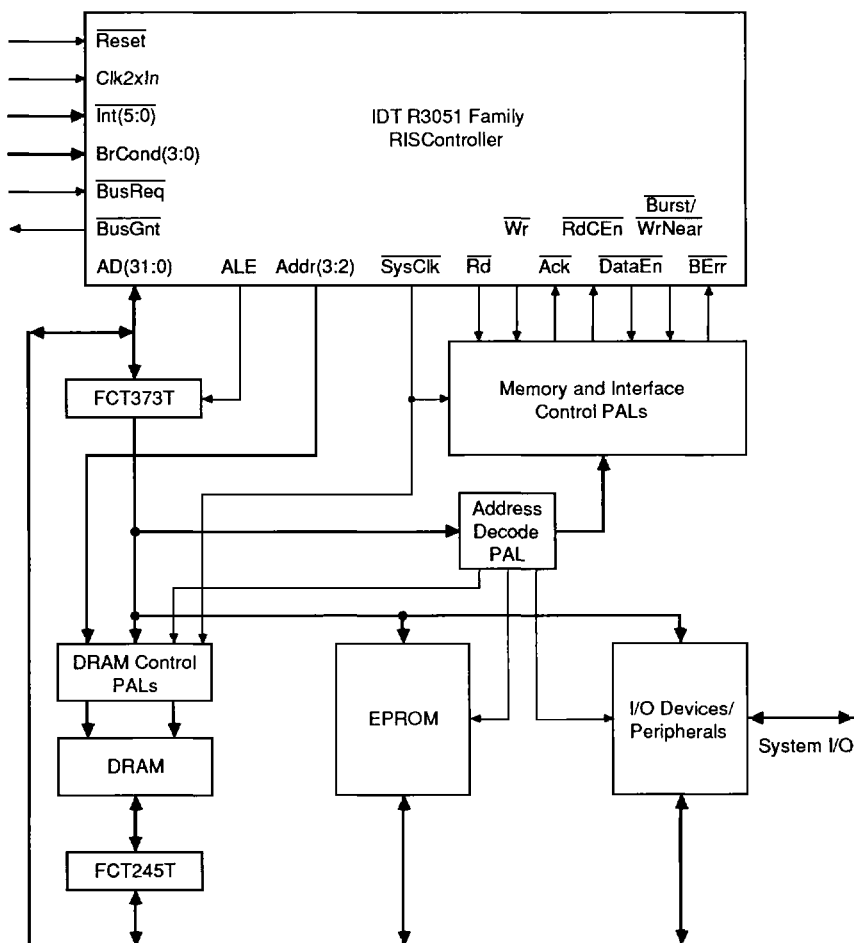 Reset
Clk2xIn
Int(5:0)
BrCond(3:0)
BusReq
BusGnt
IDT R3051 Family
RISController
Burst/
Wr RdCEn WrNear
AD(31:0) ALE Addr(3:2) SysClk Rd Ack DataEn BErr
FCT373T
Memory and Interface
Control PALs
Address
Decode
PAL
DRAM Control
PALs
EPROM
I/O Devices/
Peripherals
System I/O
DRAM
FCT245T